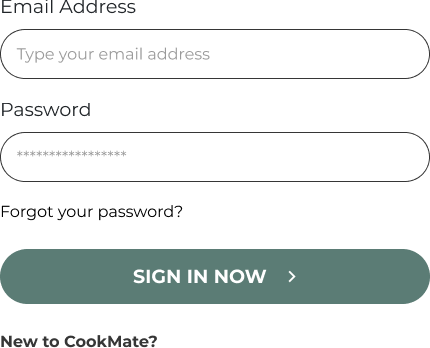 Email Address
Type your email address
Password
*****************
Forgot your password?
SIGN IN NOW
New to CookMate?